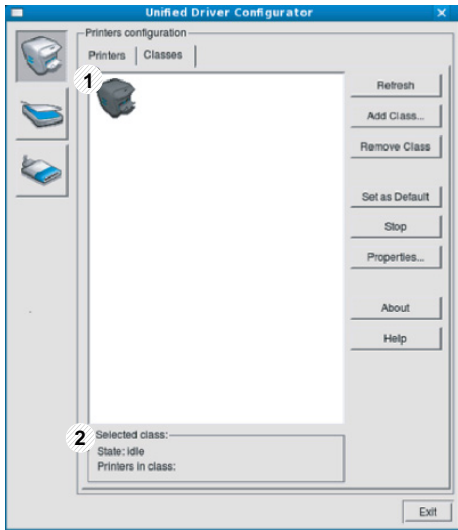 Unified Driver Configurator
Printers configuration
Printers
Classes
1
Refresh
Add Class...
Remove Class
Set as Default
Stop
Properties...
About
Help
2
Selected class:
State: idle
Printers in class:
Exit